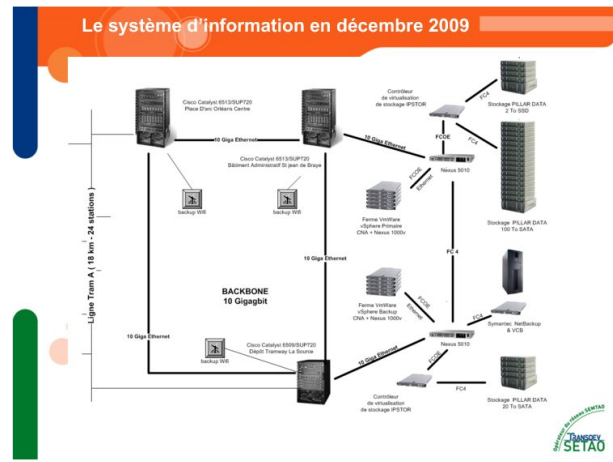 Le système d'information en décembre 2009
Cisco Catalyst 6513/SUP720
Place D'arc Orléans Centre
10 Giga Ethernet
Cisco Catalyst 6513/SUP720
Bâtiment Administratif St jean de Braye
10 Giga Ethernet
Contrôleur
de virtualisation
de stockage IPSTOR
FC4
Stockage PILLAR DATA
2 To SSD
FCOE
FC4
Nexus 5010
FCOE
Ethernet
backup Wifi
backup Wifi
Ferme VmWare
vSphere Primaire
CNA + Nexus 1000v
Stockage PILLAR DATA
100 To SATA
Ligne Tram A ( 18 km - 24 stations )
FC 4
10 Giga Ethernet
BACKBONE
10 Gigagbit
Ferme VmWare
vSphere Backup
CNA + Nexus 1000v
FCOE
Ethernet
FC4
Symantec NetBackup
& VCB
10 Giga Ethernet
Cisco Catalyst 6509/SUP720
Dépôt Tramway La Source
backup Wifi
10 Giga Ethernet
Nexus 5010
FCOE
Contrôleur
de virtualisation
de stockage IPSTOR
FC4
Stockage PILLAR DATA
20 To SATA
Opérateur du réseau SEMTAO
TRANSDEV
SETAO